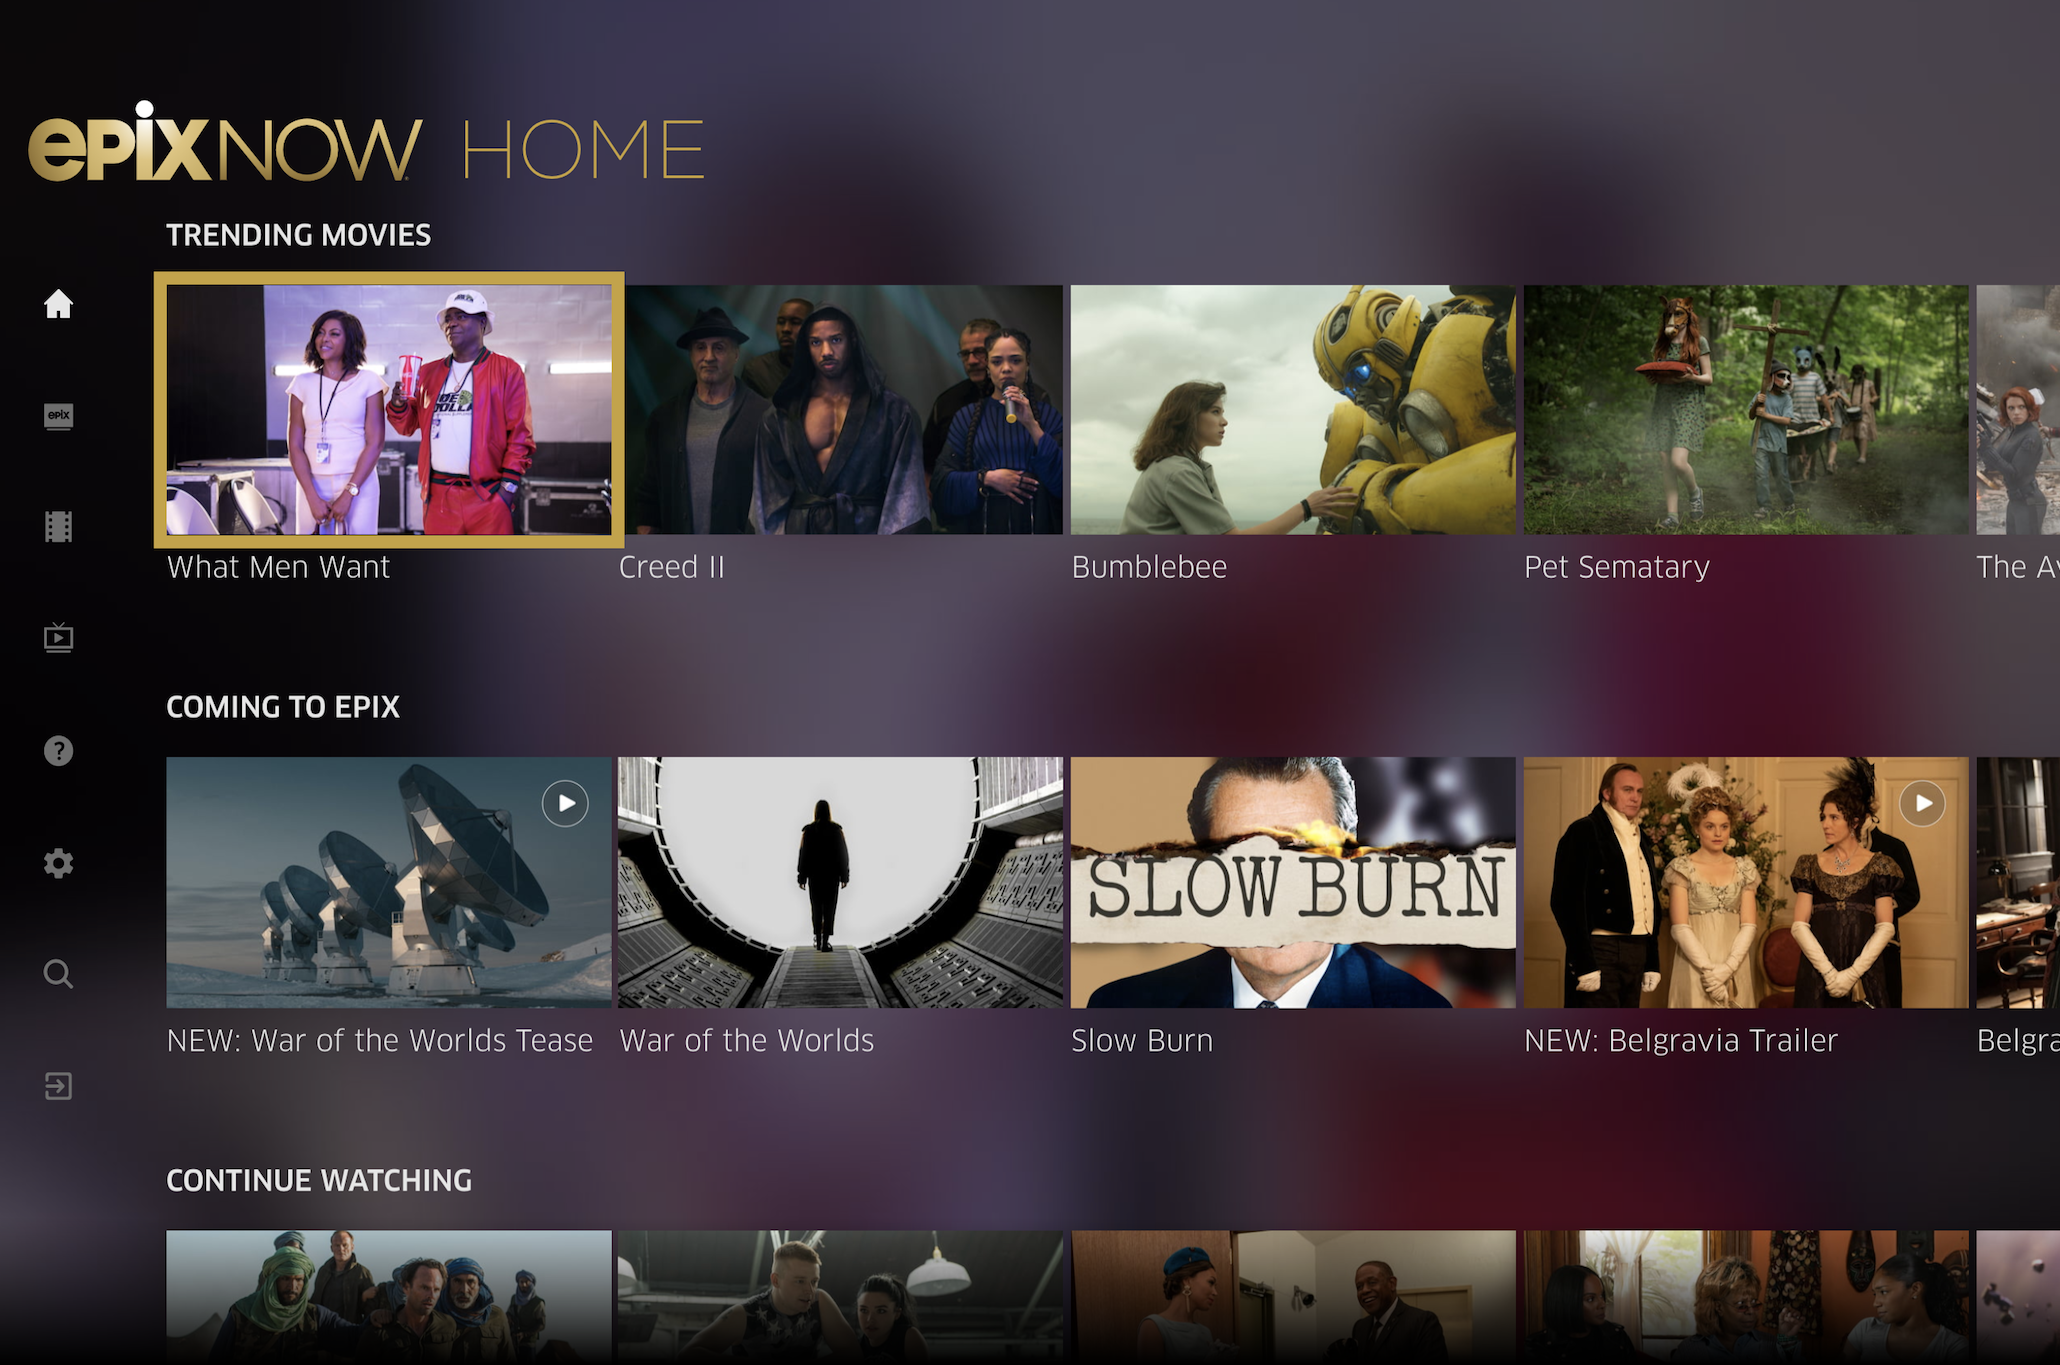 epix NOW HOME
TRENDING MOVIES
What Men Want
Creed II
Bumblebee
Pet Sematary
The Av
epix
COMING TO EPIX
SLOW BURN
NEW: War of the Worlds Tease
War of the Worlds
Slow Burn
NEW: Belgravia Trailer
Belgra
CONTINUE WATCHING